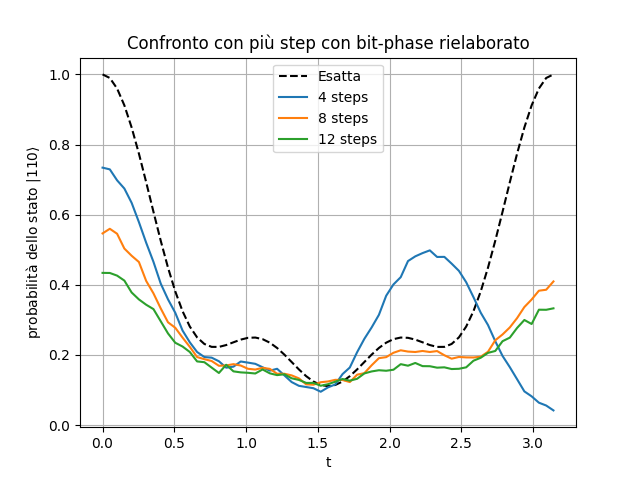 Confronto con più step con bit-phase rielaborato
Esatta
4 steps
8 steps
12 steps
probabilità dello stato |110⟩
1.0
0.8
0.6
0.4
0.2
0.0
0.0 0.5 1.0 1.5 2.0 2.5 3.0
t